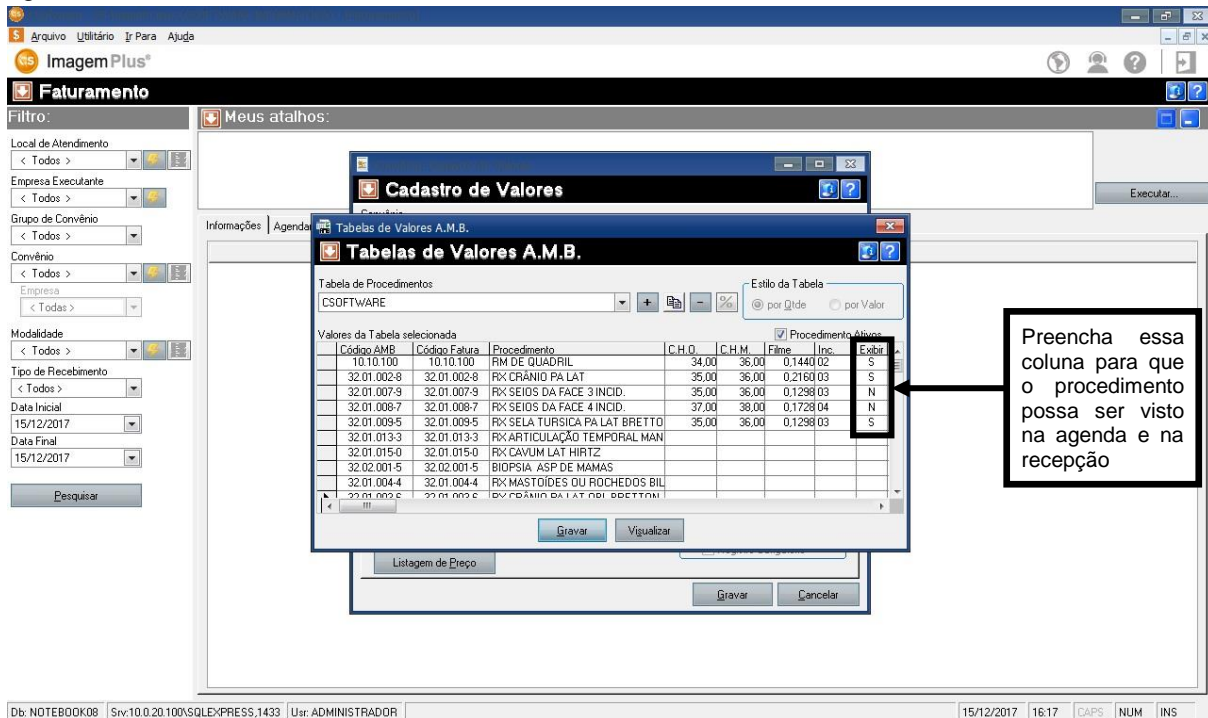 Arquivo Utilitário Ir Para Ajuda
ImagemPlus®
Faturamento
Filtro:
Meus atalhos:
Local de Atendimento
< Todos >
Empresa Executante
< Todos >
Grupo de Convênio
< Todos >
Convênio
< Todos >
Empresa
< Todas >
Modalidade
< Todos >
Tipo de Recebimento
< Todos >
Data Inicial
15/12/2017
Data Final
15/12/2017
Pesquisar
Executar...
Informações
Cadastro de Valores
Tabelas de Valores A.M.B.
Tabelas de Valores A.M.B.
Tabela de Procedimentos
CSOFTWARE
Estilo da Tabela
por Qtde por Valor
Valores da Tabela selecionada
Procedimento Ativos
Código AMB Código Fatura Procedimento C.H.O. C.H.M. Filme Inc. Exibir
10.10.100 10.10.100 RM DE QUADRIL 34,00 36,00 0,1440 02 S
32.01.002-8 32.01.002-8 RX CRÂNIO PA LAT 35,00 36,00 0,2160 03 S
32.01.007-9 32.01.007-9 RX SEIOS DA FACE 3 INCID. 35,00 36,00 0,1298 03 N
32.01.008-7 32.01.008-7 RX SEIOS DA FACE 4 INCID. 37,00 38,00 0,1728 04 N
32.01.009-5 32.01.009-5 RX SELA TURSICA PA LAT BRETTO 35,00 36,00 0,1298 03 S
32.01.013-3 32.01.013-3 RX ARTICULAÇÃO TEMPORAL MAN
32.01.015-0 32.01.015-0 RX CAVUM LAT HIRTZ
32.02.001-5 32.02.001-5 BIOPSIA ASP DE MAMAS
32.01.004-4 32.01.004-4 RX MASTOÍDES OU ROCHEDOS BIL
Gravar Visualizar
Listagem de Preço
Gravar Cancelar
Preencha essa
coluna para que
o procedimento
possa ser visto
na agenda e na
recepção
Db: NOTEBOOK08 Srv:10.0.20.100\SQLEXPRESS,1433 Usr: ADMINISTRADOR 15/12/2017 16:17 CAPS NUM INS